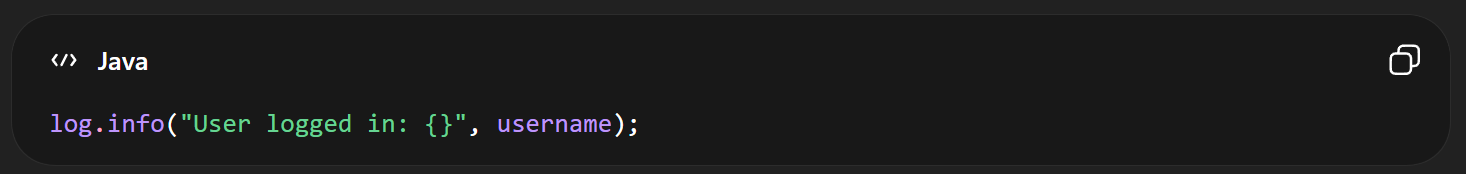 Java
log.info("User logged in: {}", username);